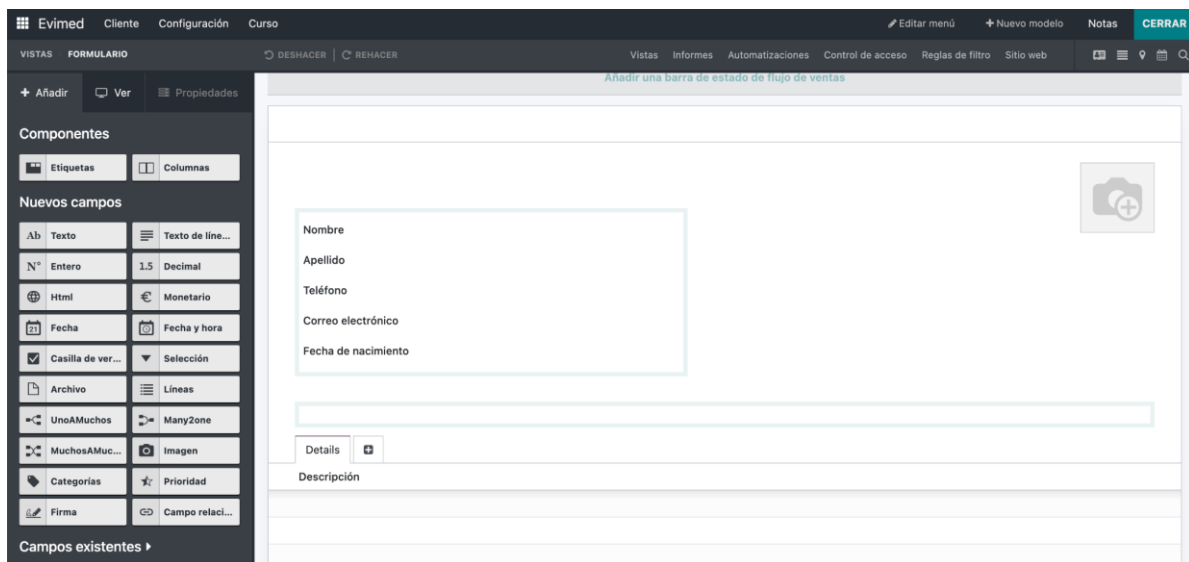 Evimed Cliente Configuración Curso Editar menú + Nuevo modelo Notas CERRAR
VISTAS FORMULARIO DESHACER | REHACER Vistas Informes Automatizaciones Control de acceso Reglas de filtro Sitio web
+ Añadir Ver Propiedades
Añadir una barra de estado de flujo de ventas
Componentes
Etiquetas Columnas
Nuevos campos
Ab Texto Texto de líne...
N° Entero 1.5 Decimal
Html € Monetario
21 Fecha Fecha y hora
Casilla de ver... Selección
Archivo Líneas
UnoAMuchos Many2one
MuchosAMuc... Imagen
Categorías Prioridad
Firma Campo relaci...
Campos existentes
Nombre
Apellido
Teléfono
Correo electrónico
Fecha de nacimiento
Details
Descripción